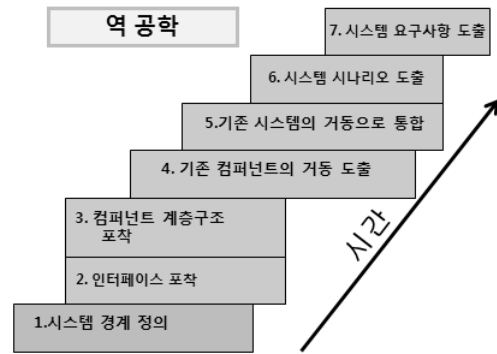 역 공학
7. 시스템 요구사항 도출
6. 시스템 시나리오 도출
5.기존 시스템의 거동으로 통합
4. 기존 컴퍼넌트의 거동 도출
3. 컴퍼넌트 계층구조
포착
2. 인터페이스 포착
1.시스템 경계 정의
시간